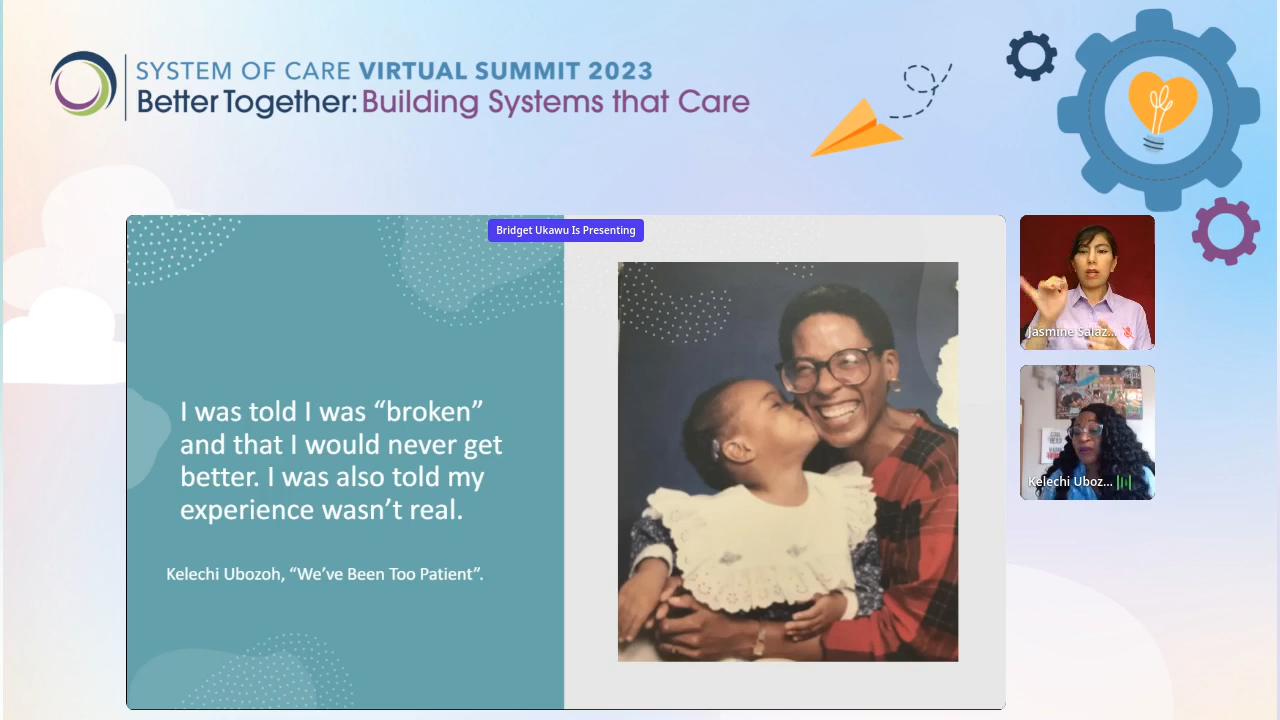 SYSTEM OF CARE VIRTUAL SUMMIT 2023
Better Together: Building Systems that Care
Bridget Ukawu Is Presenting
I was told I was “broken”
and that I would never get
better. I was also told my
experience wasn’t real.
Kelechi Ubozoh, “We’ve Been Too Patient”.
Jasmine Salaz...
Kelechi Uboz...